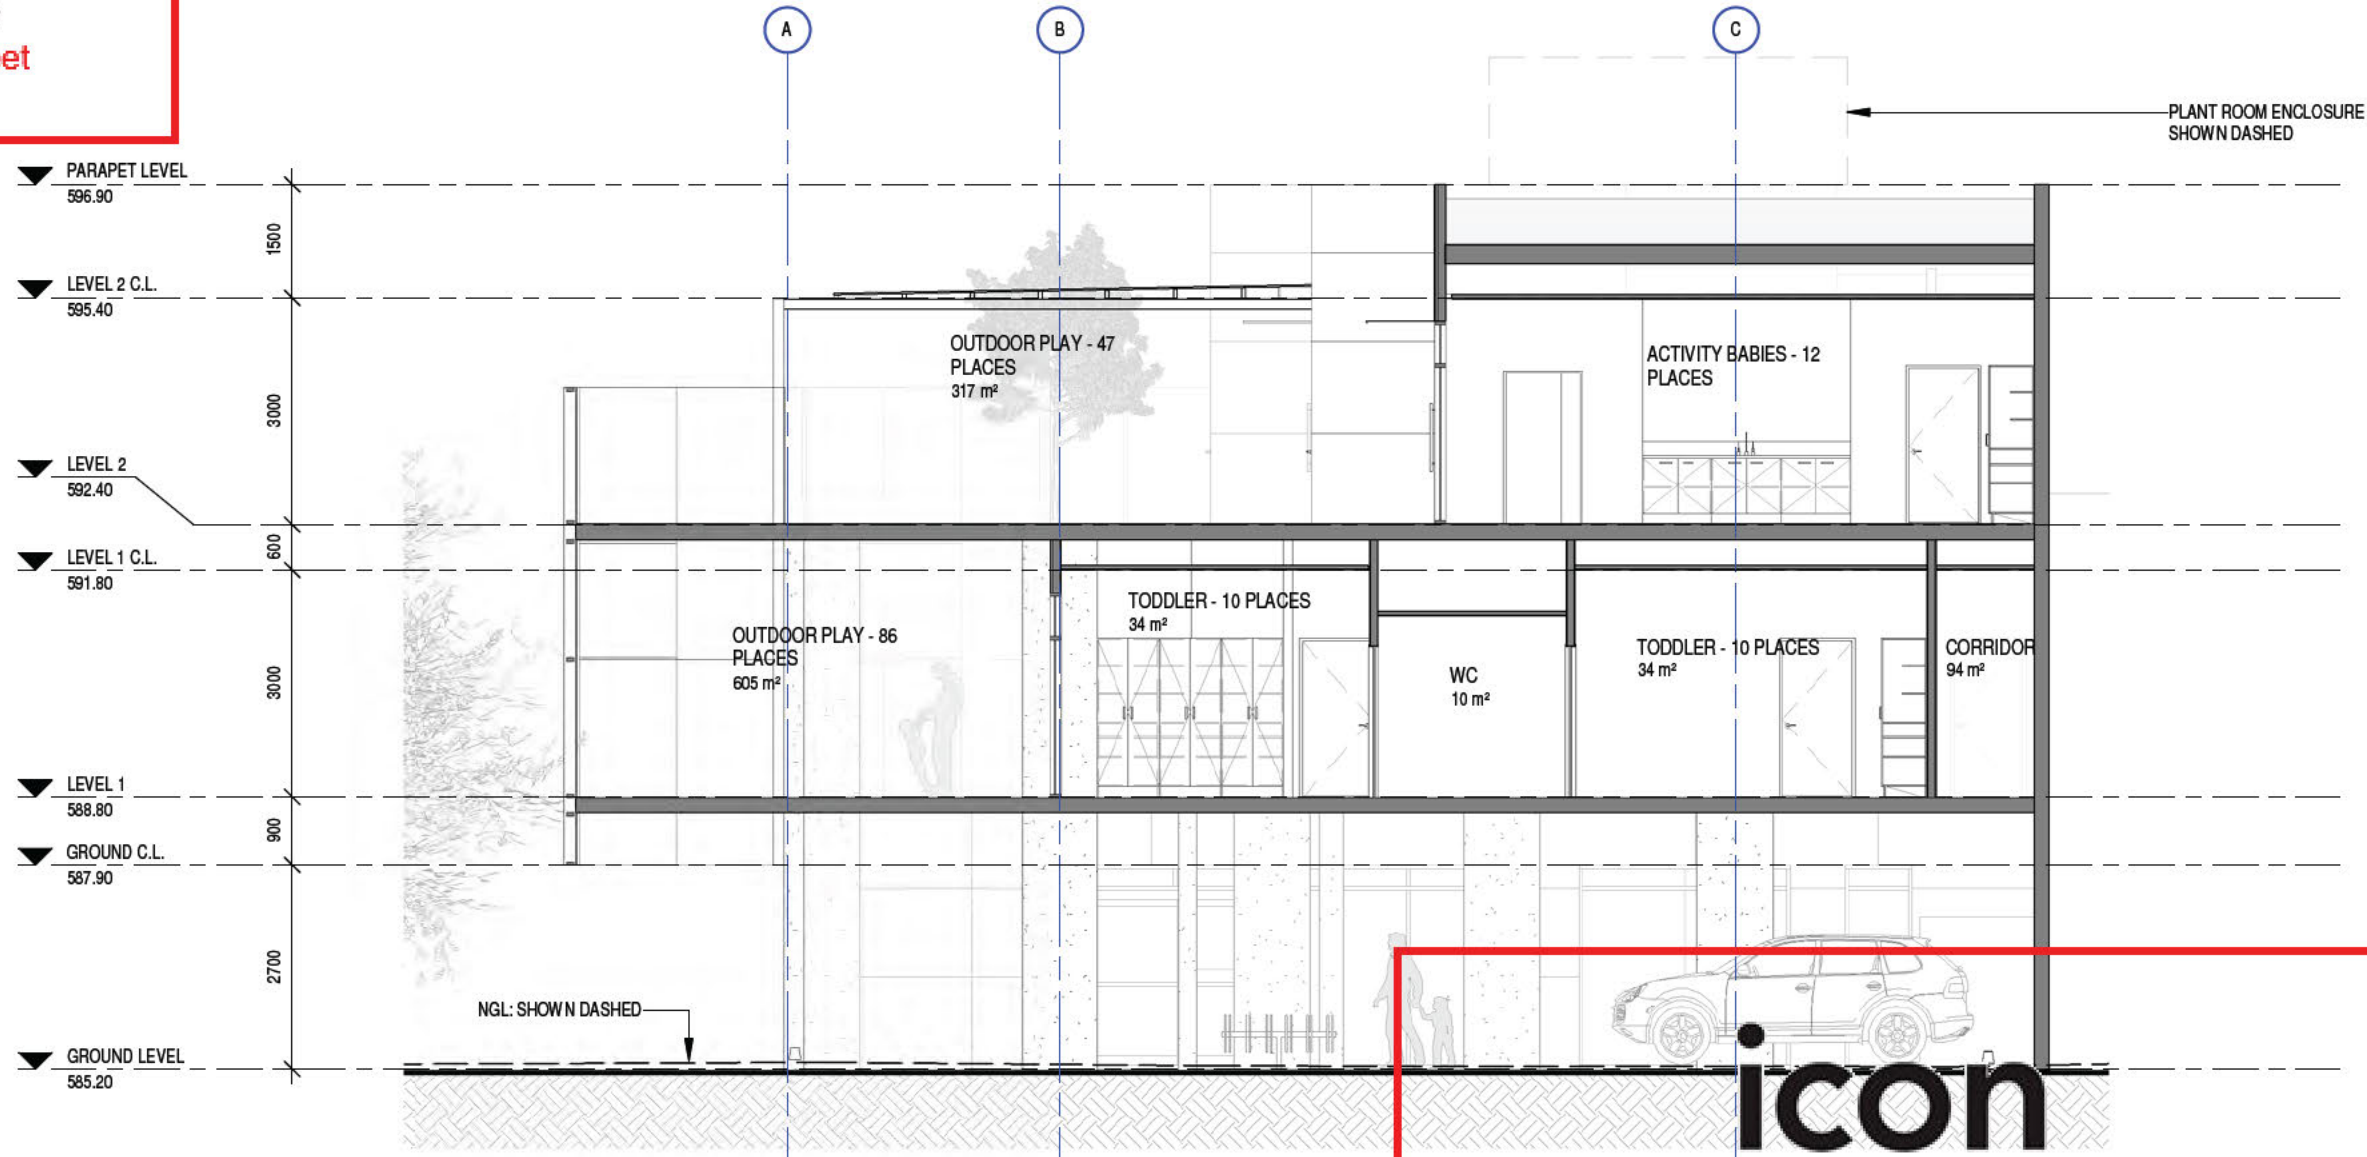 et
A
B
C
PLANT ROOM ENCLOSURE
SHOWN DASHED
PARAPET LEVEL
596.90
1500
LEVEL 2 C.L.
595.40
OUTDOOR PLAY - 47
PLACES
317 m²
ACTIVITY BABIES - 12
PLACES
3000
LEVEL 2
592.40
600
LEVEL 1 C.L.
591.80
TODDLER - 10 PLACES
34 m²
OUTDOOR PLAY - 86
PLACES
605 m²
WC
10 m²
TODDLER - 10 PLACES
34 m²
CORRIDOR
94 m²
3000
LEVEL 1
588.80
900
GROUND C.L.
587.90
2700
NGL: SHOWN DASHED
GROUND LEVEL
585.20
icon